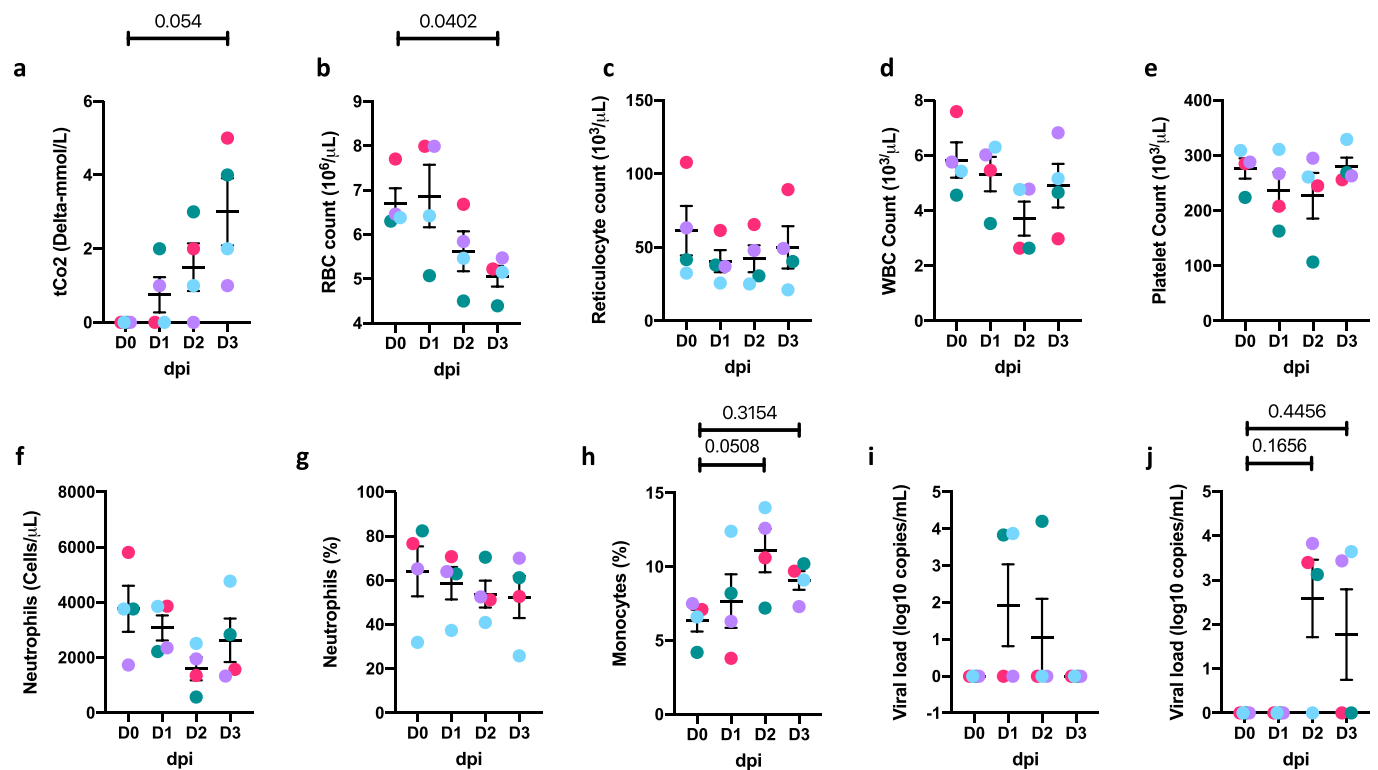 0.054
0.0402
a
b
c
d
e
tCo2 (Delta-mmol/L)
6
4
2
0
D0 D1 D2 D3
dpi
RBC count (10⁶/μL)
9
8
7
6
5
4
D0 D1 D2 D3
dpi
Reticulocyte count (10³/μL)
150
100
50
0
D0 D1 D2 D3
dpi
WBC Count (10³/μL)
8
6
4
2
0
D0 D1 D2 D3
dpi
Platelet Count (10³/μL)
400
300
200
100
0
D0 D1 D2 D3
dpi
f
g
h
i
j
Neutrophils (Cells/μL)
8000
6000
4000
2000
0
D0 D1 D2 D3
dpi
Neutrophils (%)
100
80
60
40
20
0
D0 D1 D2 D3
dpi
0.3154
0.0508
Monocytes (%)
15
10
5
0
D0 D1 D2 D3
dpi
Viral load (log10 copies/mL)
5
4
3
2
1
0
-1
D0 D1 D2 D3
dpi
0.4456
0.1656
Viral load (log10 copies/mL)
5
4
3
2
1
0
D0 D1 D2 D3
dpi